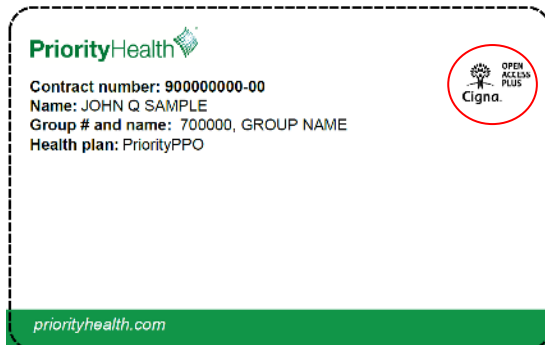 PriorityHealth
Contract number: 900000000-00
Name: JOHN Q SAMPLE
Group # and name: 700000, GROUP NAME
Health plan: PriorityPPO
OPEN
ACCESS
PLUS
Cigna.
priorityhealth.com